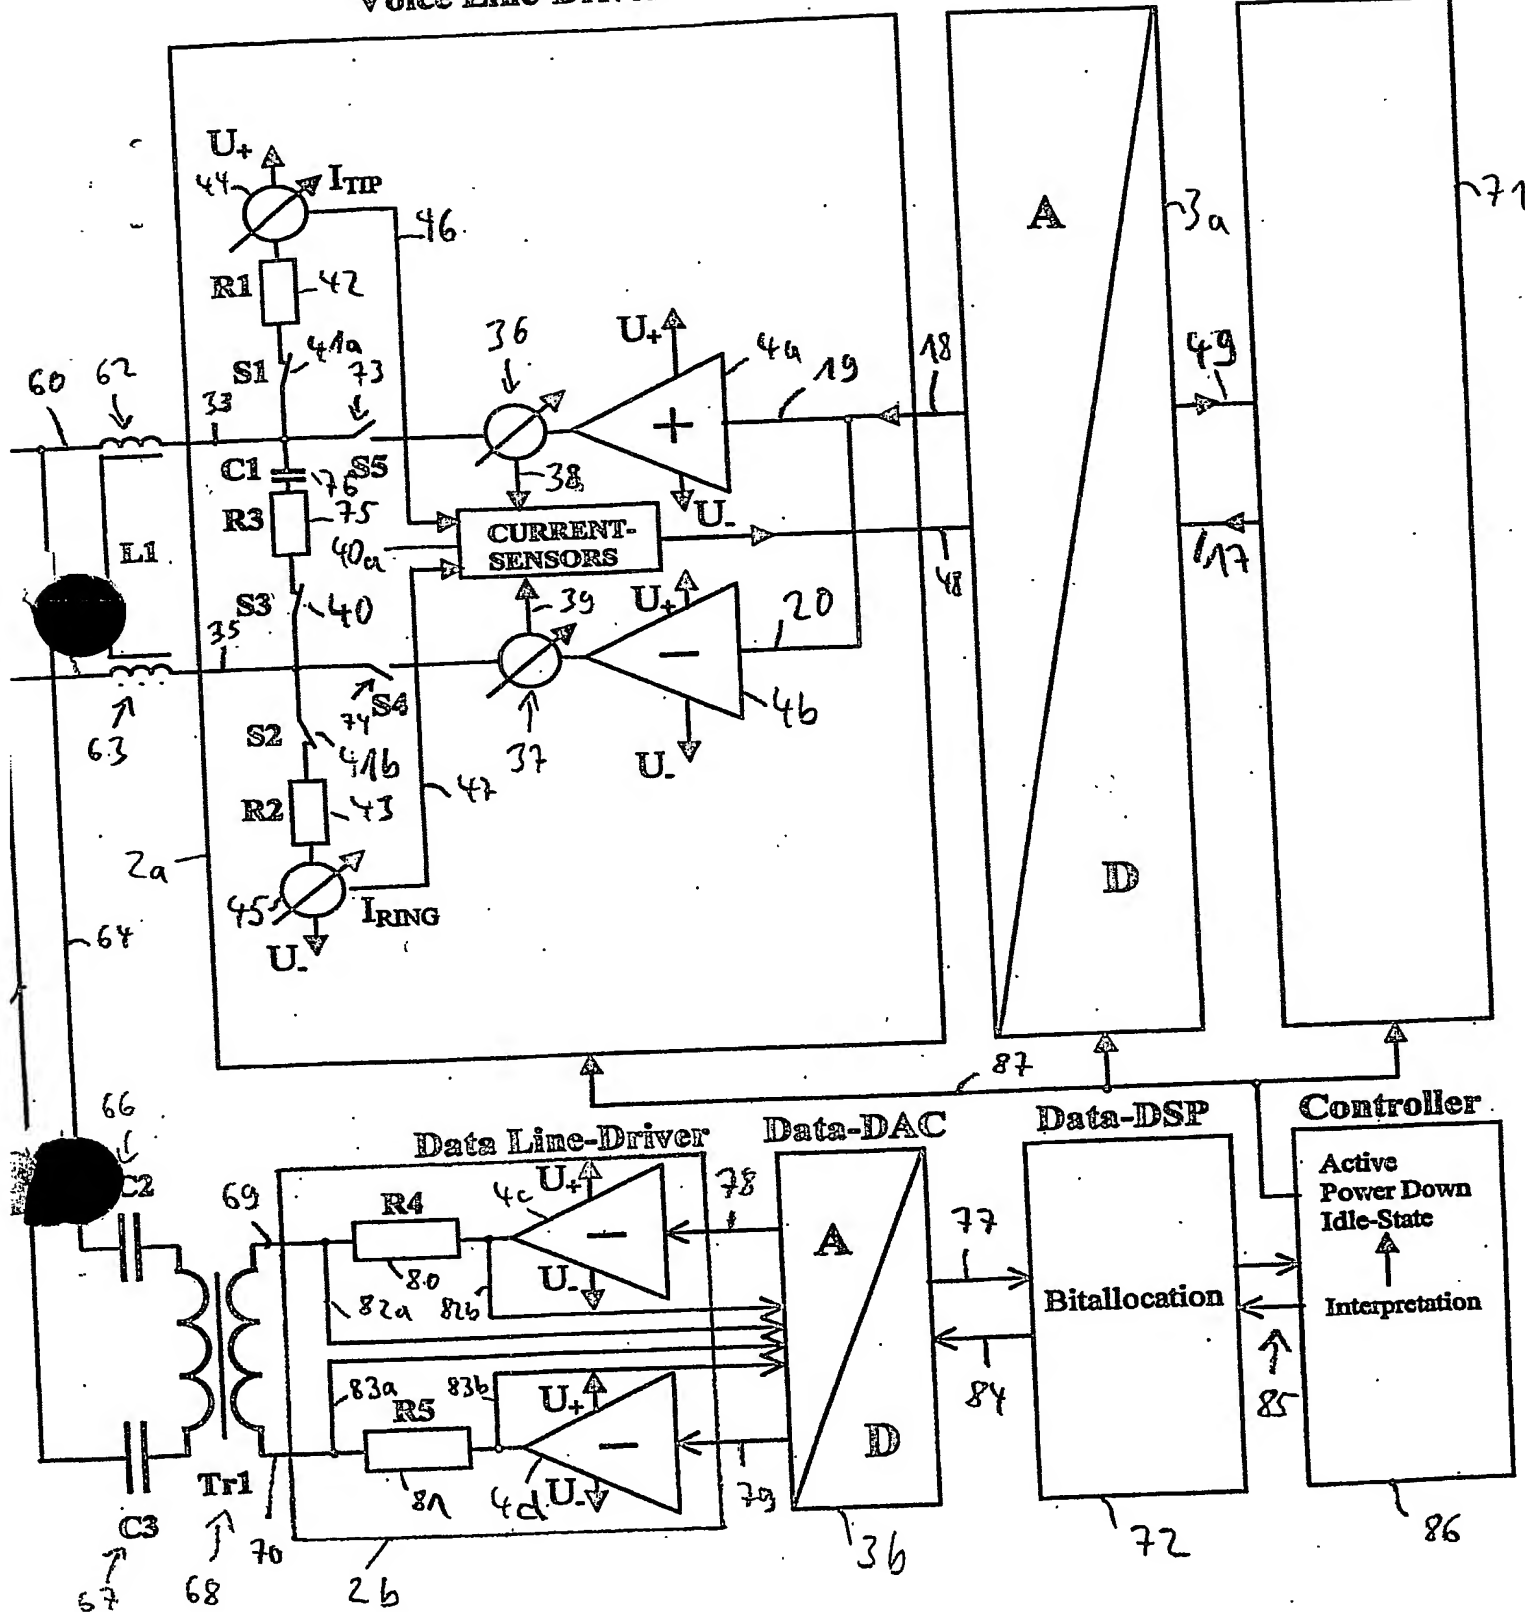 Voice Line-Driver
U+
44
ITIP
46
R1
42
S1
41a
73
36
U+
4a
19
18
A
3a
71
60
62
33
+
49
C1
76
S5
38
U-
R3
75
CURRENT-
SENSORS
40a
48
17
L1
S3
40
39
U+
20
35
-
4b
74
S4
63
S2
41b
37
U-
R2
43
47
2a
D
45
IRING
U-
64
87
66
C2
Data Line-Driver
Data-DAC
Data-DSP
Controller
Active
Power Down
Idle-State
69
R4
4c
U+
-
78
A
77
80
U-
82a
82b
Bitallocation
Interpretation
83a
83b
U+
84
85
R5
-
D
81
4d
U-
79
Tr1
C3
67
68
70
2b
3b
72
86